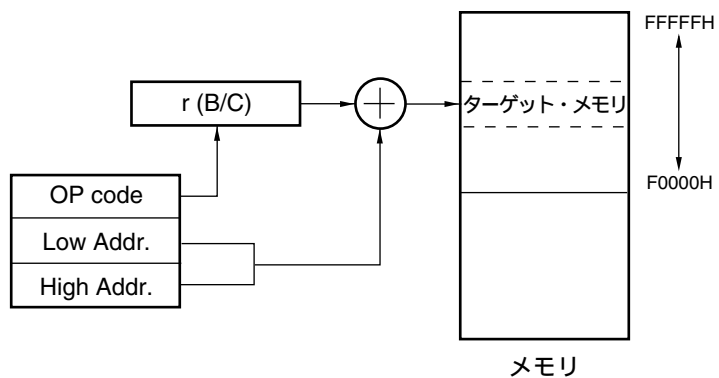 FFFFFH
r (B/C)
ターゲット・メモリ
F0000H
OP code
Low Addr.
High Addr.
メモリ